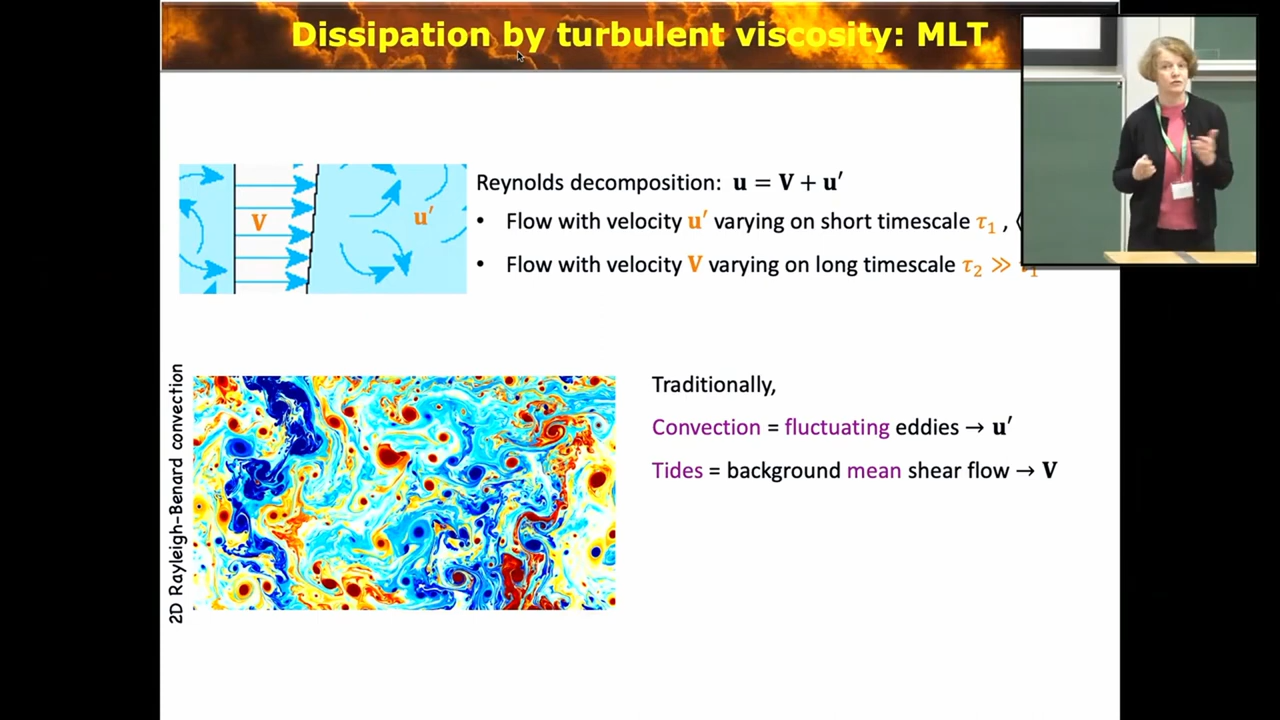 Dissipation by turbulent viscosity: MLT
V
u′
Reynolds decomposition: u = V + u′
• Flow with velocity u′ varying on short timescale τ₁ , ⟨
• Flow with velocity V varying on long timescale τ₂ ≫ τ₁
2D Rayleigh-Benard convection
Traditionally,
Convection = fluctuating eddies → u′
Tides = background mean shear flow → V